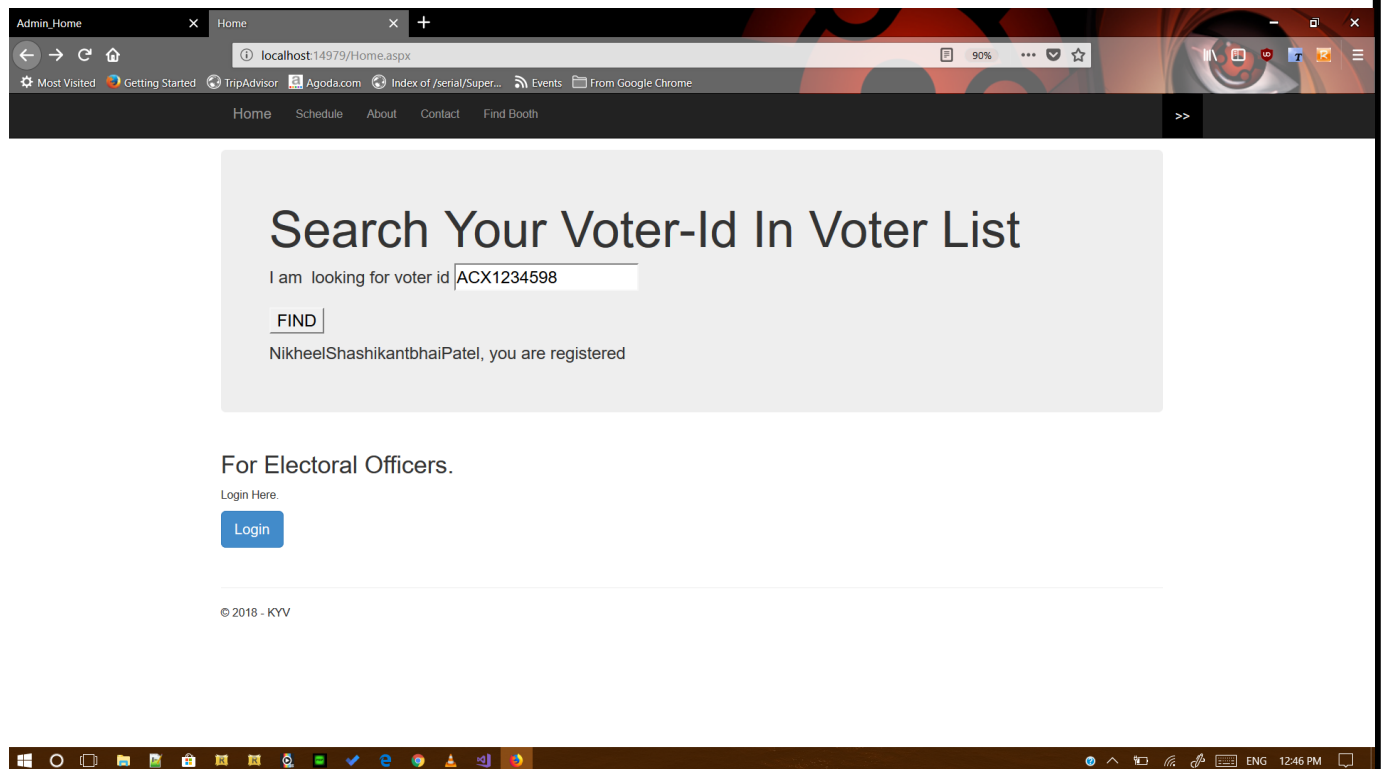 Admin_Home
Home
localhost:14979/Home.aspx
90%
Most Visited Getting Started TripAdvisor Agoda.com Index of /serial/Super... Events From Google Chrome
Home Schedule About Contact Find Booth >>
Search Your Voter-Id In Voter List
I am looking for voter id ACX1234598
FIND
NikheelShashikantbhaiPatel, you are registered
For Electoral Officers.
Login Here.
Login
© 2018 - KYV
ENG 12:46 PM